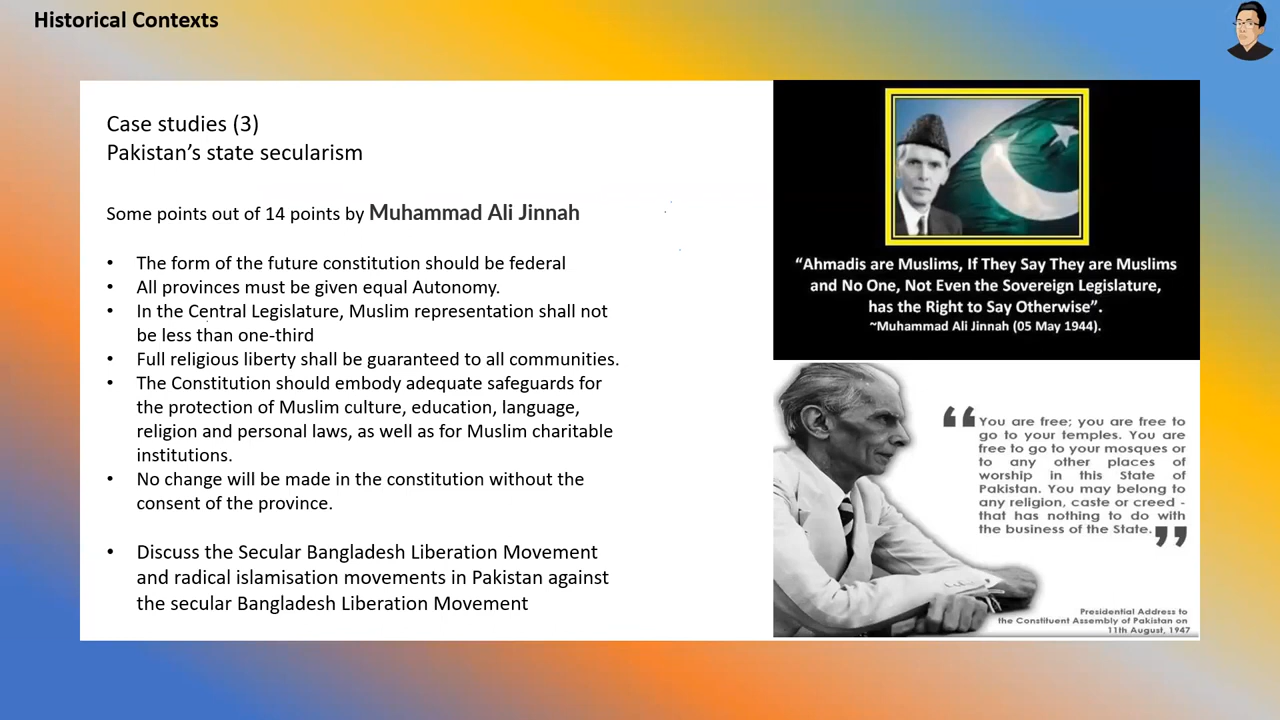 Historical Contexts
Case studies (3)
Pakistan’s state secularism
Some points out of 14 points by Muhammad Ali Jinnah
• The form of the future constitution should be federal
• All provinces must be given equal Autonomy.
• In the Central Legislature, Muslim representation shall not
be less than one-third
• Full religious liberty shall be guaranteed to all communities.
• The Constitution should embody adequate safeguards for
the protection of Muslim culture, education, language,
religion and personal laws, as well as for Muslim charitable
institutions.
• No change will be made in the constitution without the
consent of the province.
• Discuss the Secular Bangladesh Liberation Movement
and radical islamisation movements in Pakistan against
the secular Bangladesh Liberation Movement
“Ahmadis are Muslims, If They Say They are Muslims
and No One, Not Even the Sovereign Legislature,
has the Right to Say Otherwise”.
~Muhammad Ali Jinnah (05 May 1944).
“You are free; you are free to
go to your temples. You are
free to go to your mosques or
to any other places of
worship in this State of
Pakistan. You may belong to
any religion, caste or creed -
that has nothing to do with
the business of the State.”
Presidential Address to
the Constituent Assembly of Pakistan on
11th August, 1947